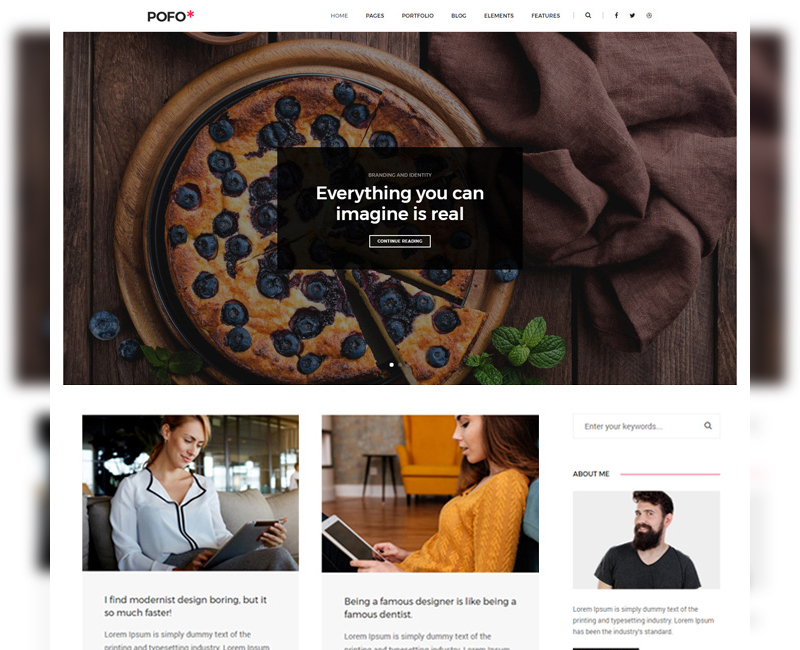 POFO*
HOME PAGES PORTFOLIO BLOG ELEMENTS FEATURES
BRANDING AND IDENTITY
Everything you can
imagine is real
CONTINUE READING
Enter your keywords...
ABOUT ME
I find modernist design boring, but it
so much faster!
Lorem Ipsum is simply dummy text of the
printing and typesetting industry. Lorem Ipsum
Being a famous designer is like being a
famous dentist.
Lorem Ipsum is simply dummy text of the
printing and typesetting industry. Lorem Ipsum
Lorem Ipsum is simply dummy text of the
printing and typesetting industry. Lorem Ipsum
has been the industry's standard.